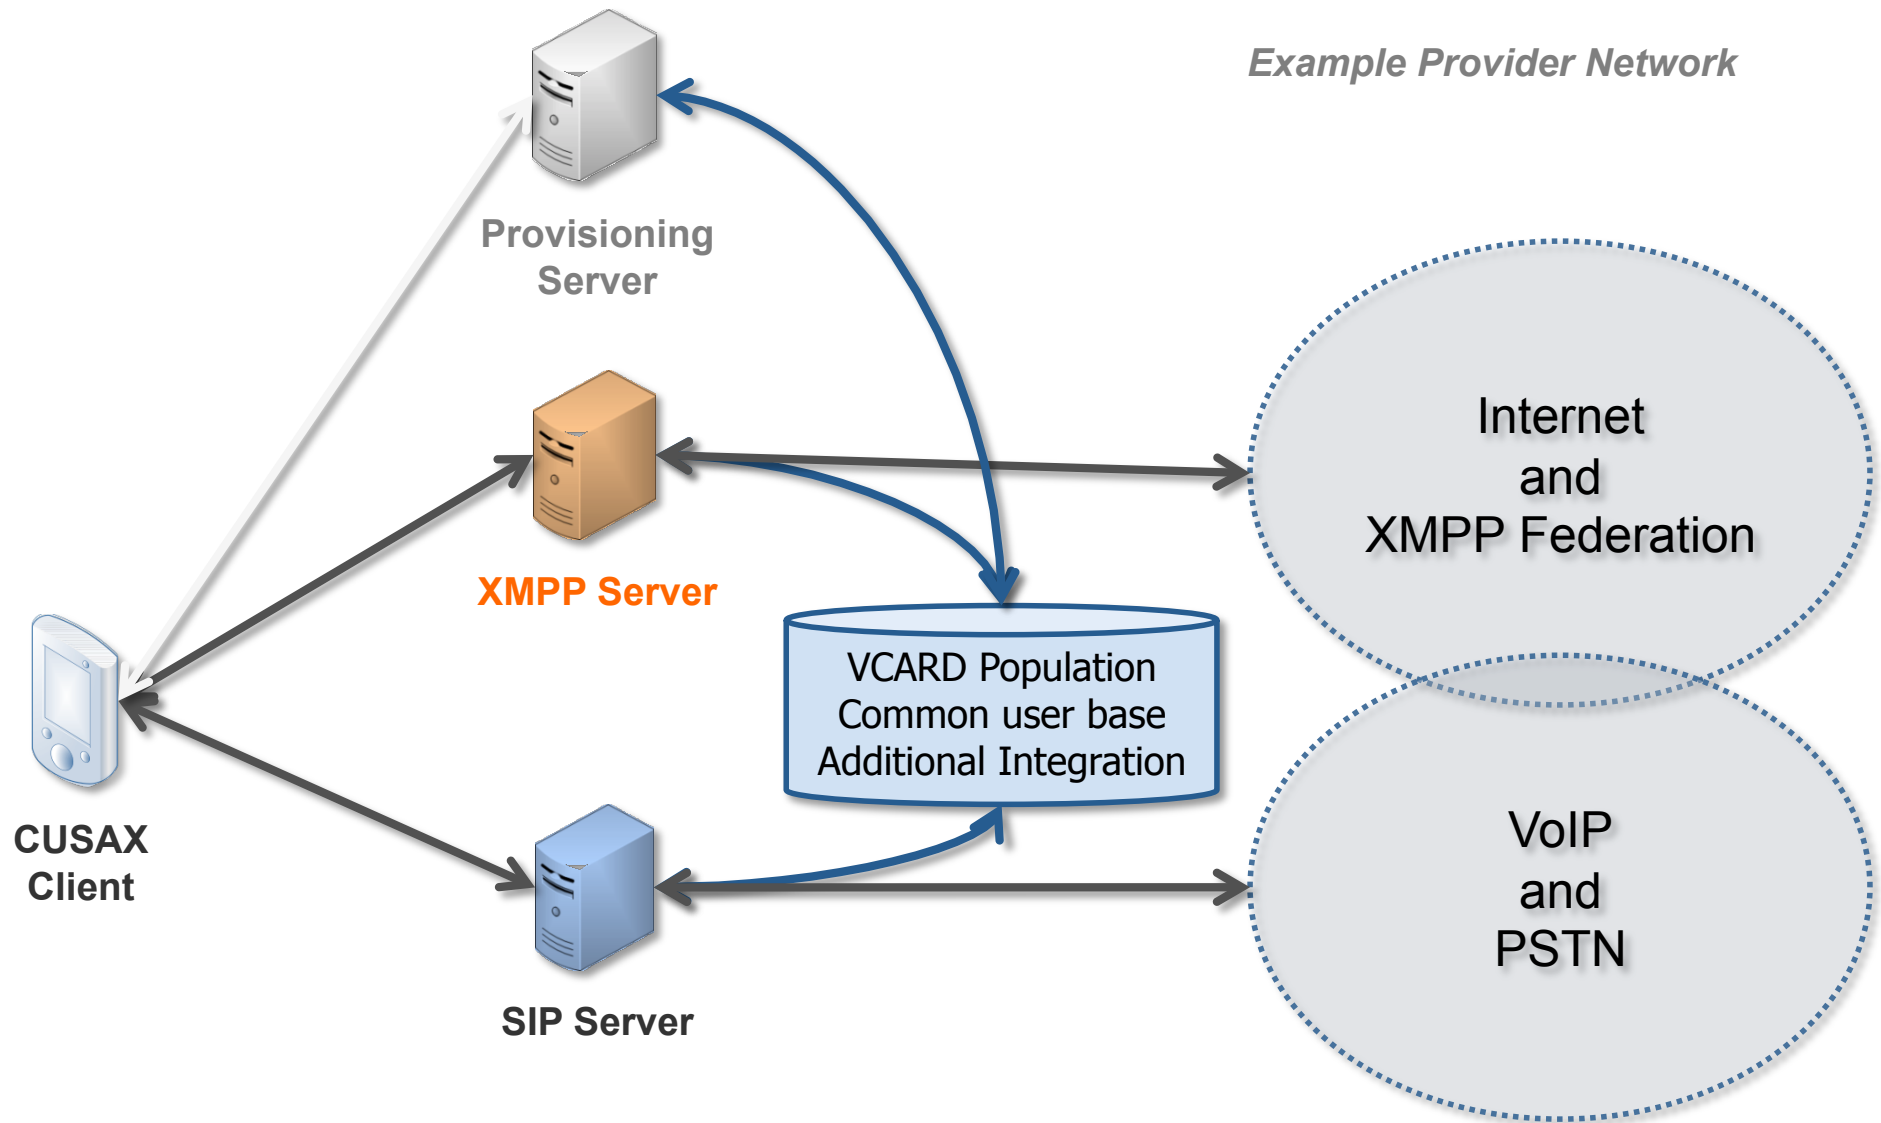 Example Provider Network
Provisioning
Server
Internet
and
XMPP Federation
XMPP Server
VCARD Population
Common user base
Additional Integration
CUSAX
Client
VoIP
and
PSTN
SIP Server